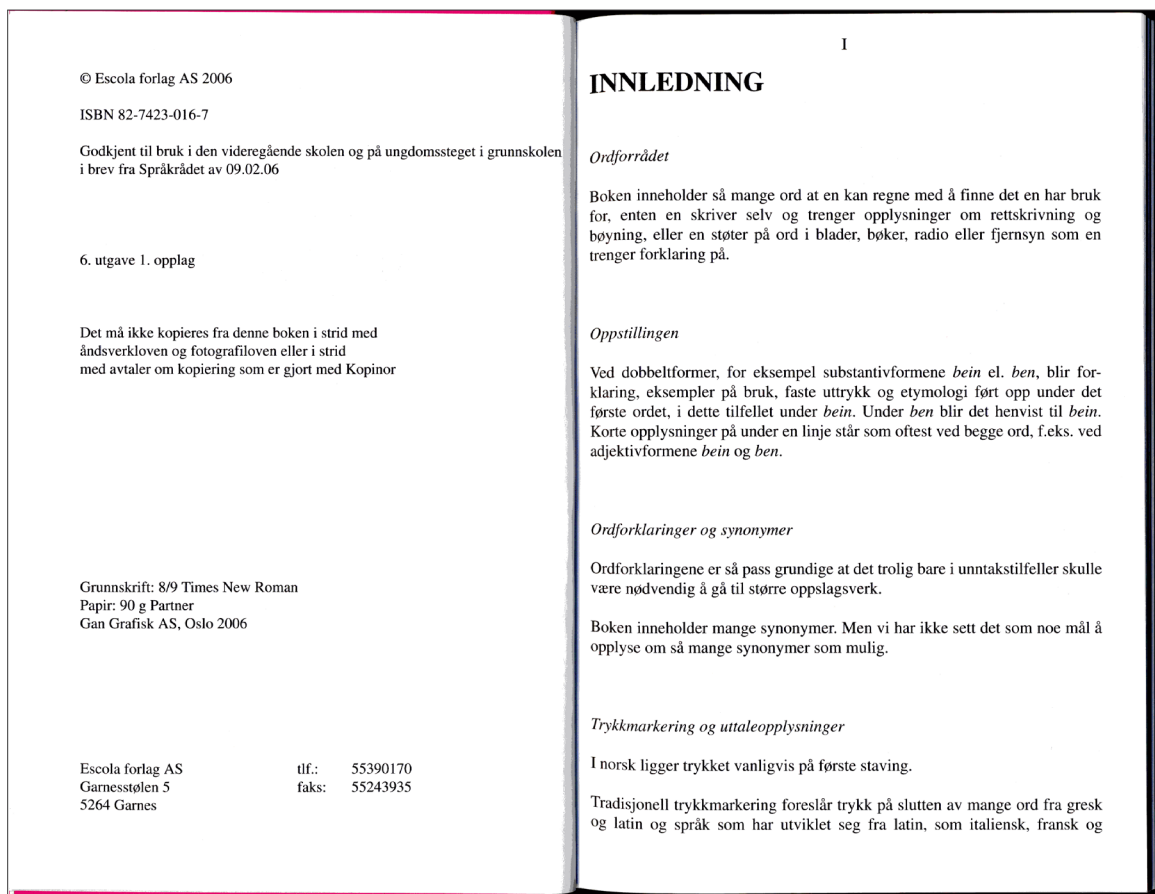 © Escola forlag AS 2006
ISBN 82-7423-016-7
Godkjent til bruk i den videregående skolen og på ungdomssteget i grunnskolen
i brev fra Språkrådet av 09.02.06
6. utgave 1. opplag
Det må ikke kopieres fra denne boken i strid med
åndsverkloven og fotografiloven eller i strid
med avtaler om kopiering som er gjort med Kopinor
Grunnskrift: 8/9 Times New Roman
Papir: 90 g Partner
Gan Grafisk AS, Oslo 2006
Escola forlag AS tlf.: 55390170
Garnesstølen 5 faks: 55243935
5264 Garnes
I
INNLEDNING
Ordforrådet
Boken inneholder så mange ord at en kan regne med å finne det en har bruk
for, enten en skriver selv og trenger opplysninger om rettskrivning og
bøyning, eller en støter på ord i blader, bøker, radio eller fjernsyn som en
trenger forklaring på.
Oppstillingen
Ved dobbeltformer, for eksempel substantivformene bein el. ben, blir for-
klaring, eksempler på bruk, faste uttrykk og etymologi ført opp under det
første ordet, i dette tilfellet under bein. Under ben blir det henvist til bein.
Korte opplysninger på under en linje står som oftest ved begge ord, f.eks. ved
adjektivformene bein og ben.
Ordforklaringer og synonymer
Ordforklaringene er så pass grundige at det trolig bare i unntakstilfeller skulle
være nødvendig å gå til større oppslagsverk.
Boken inneholder mange synonymer. Men vi har ikke sett det som noe mål å
opplyse om så mange synonymer som mulig.
Trykkmarkering og uttaleopplysninger
I norsk ligger trykket vanligvis på første staving.
Tradisjonell trykkmarkering foreslår trykk på slutten av mange ord fra gresk
og latin og språk som har utviklet seg fra latin, som italiensk, fransk og